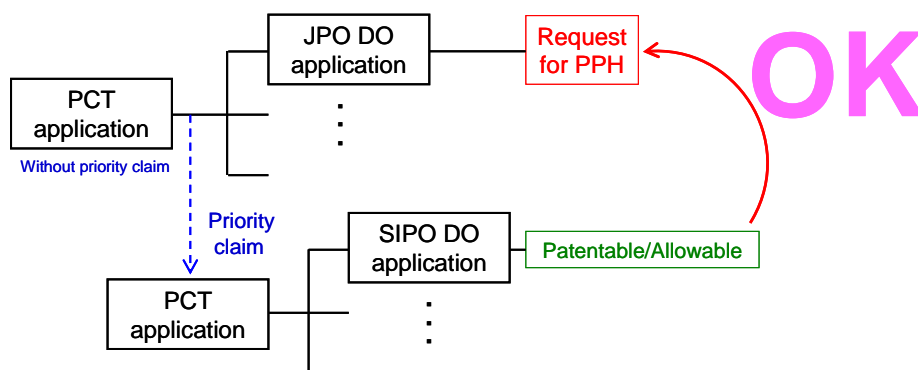 JPO DO
application
Request
for PPH
OK
PCT
application
Without priority claim
Priority
claim
SIPO DO
application
Patentable/Allowable
PCT
application